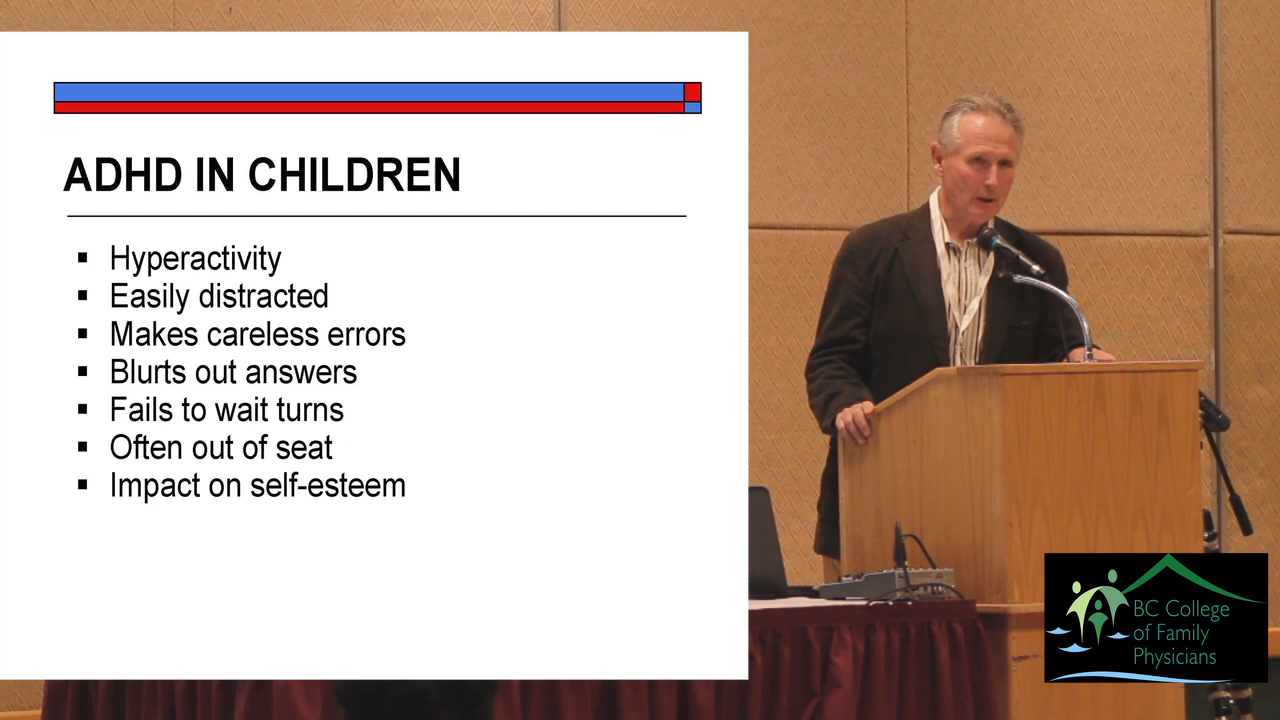 ADHD IN CHILDREN
▪ Hyperactivity
▪ Easily distracted
▪ Makes careless errors
▪ Blurts out answers
▪ Fails to wait turns
▪ Often out of seat
▪ Impact on self-esteem
BC College
of Family
Physicians